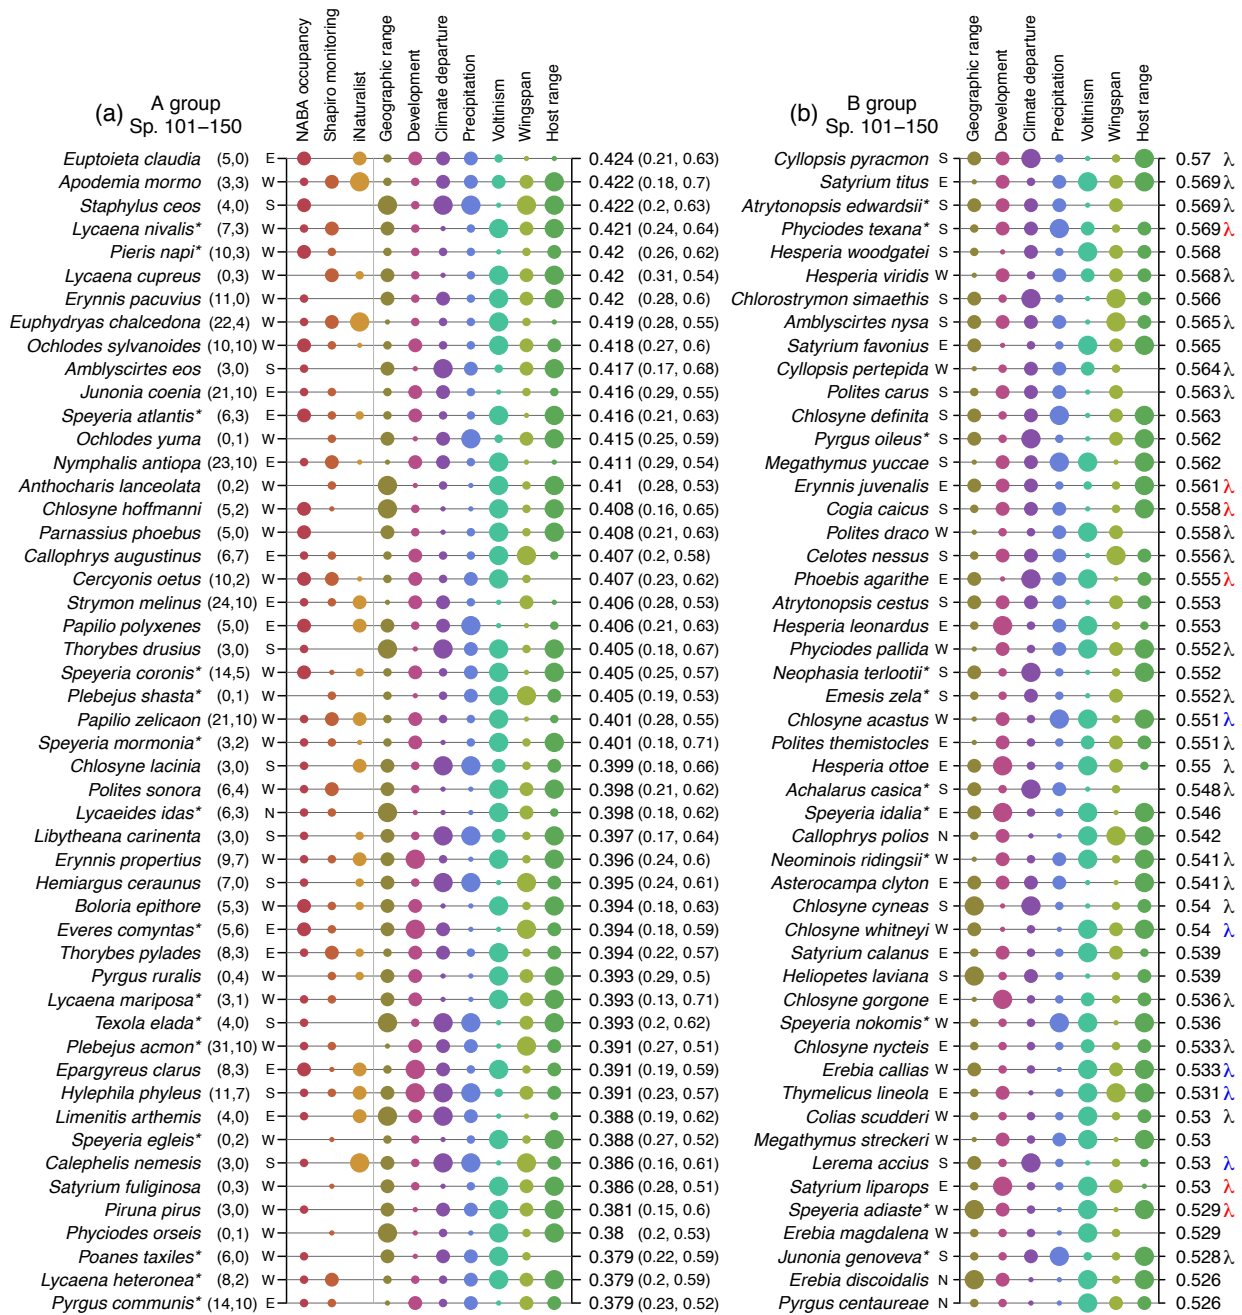 (a) A group
Sp. 101–150
NABA occupancy
Shapiro monitoring
iNaturalist
Geographic range
Development
Climate departure
Precipitation
Voltinism
Wingspan
Host range
Euptoieta claudia (5,0) E 0.424 (0.21, 0.63)
Apodemia mormo (3,3) W 0.422 (0.18, 0.7)
Staphylus ceos (4,0) S 0.422 (0.2, 0.63)
Lycaena nivalis* (7,3) W 0.421 (0.24, 0.64)
Pieris napi* (10,3) W 0.42 (0.26, 0.62)
Lycaena cupreus (0,3) W 0.42 (0.31, 0.54)
Erynnis pacuvius (11,0) W 0.42 (0.28, 0.6)
Euphydryas chalcedona (22,4) W 0.419 (0.28, 0.55)
Ochlodes sylvanoides (10,10) W 0.418 (0.27, 0.6)
Amblyscirtes eos (3,0) S 0.417 (0.17, 0.68)
Junonia coenia (21,10) E 0.416 (0.29, 0.55)
Speyeria atlantis* (6,3) E 0.416 (0.21, 0.63)
Ochlodes yuma (0,1) W 0.415 (0.25, 0.59)
Nymphalis antiopa (23,10) E 0.411 (0.29, 0.54)
Anthocharis lanceolata (0,2) W 0.41 (0.28, 0.53)
Chlosyne hoffmanni (5,2) W 0.408 (0.16, 0.65)
Parnassius phoebus (5,0) W 0.408 (0.21, 0.63)
Callophrys augustinus (6,7) E 0.407 (0.2, 0.58)
Cercyonis oetus (10,2) W 0.407 (0.23, 0.62)
Strymon melinus (24,10) E 0.406 (0.28, 0.53)
Papilio polyxenes (5,0) E 0.406 (0.21, 0.63)
Thorybes drusius (3,0) S 0.405 (0.18, 0.67)
Speyeria coronis* (14,5) W 0.405 (0.25, 0.57)
Plebejus shasta* (0,1) W 0.405 (0.19, 0.53)
Papilio zelicaon (21,10) W 0.401 (0.28, 0.55)
Speyeria mormonia* (3,2) W 0.401 (0.18, 0.71)
Chlosyne lacinia (3,0) S 0.399 (0.18, 0.66)
Polites sonora (6,4) W 0.398 (0.21, 0.62)
Lycaeides idas* (6,3) N 0.398 (0.18, 0.62)
Libytheana carinenta (3,0) S 0.397 (0.17, 0.64)
Erynnis propertius (9,7) W 0.396 (0.24, 0.6)
Hemiargus ceraunus (7,0) S 0.395 (0.24, 0.61)
Boloria epithore (5,3) W 0.394 (0.18, 0.63)
Everes comyntas* (5,6) E 0.394 (0.18, 0.59)
Thorybes pylades (8,3) E 0.394 (0.22, 0.57)
Pyrgus ruralis (0,4) W 0.393 (0.29, 0.5)
Lycaena mariposa* (3,1) W 0.393 (0.13, 0.71)
Texola elada* (4,0) S 0.393 (0.2, 0.62)
Plebejus acmon* (31,10) W 0.391 (0.27, 0.51)
Epargyreus clarus (8,3) E 0.391 (0.19, 0.59)
Hylephila phyleus (11,7) S 0.391 (0.23, 0.57)
Limenitis arthemis (4,0) E 0.388 (0.19, 0.62)
Speyeria egleis* (0,2) W 0.388 (0.27, 0.52)
Calephelis nemesis (3,0) S 0.386 (0.16, 0.61)
Satyrium fuliginosa (0,3) W 0.386 (0.28, 0.51)
Piruna pirus (3,0) W 0.381 (0.15, 0.6)
Phyciodes orseis (0,1) W 0.38 (0.2, 0.53)
Poanes taxiles* (6,0) W 0.379 (0.22, 0.59)
Lycaena heteronea* (8,2) W 0.379 (0.2, 0.59)
Pyrgus communis* (14,10) E 0.379 (0.23, 0.52)
(b) B group
Sp. 101–150
Geographic range
Development
Climate departure
Precipitation
Voltinism
Wingspan
Host range
Cyllopsis pyracmon S 0.57 λ
Satyrium titus E 0.569 λ
Atrytonopsis edwardsii* S 0.569 λ
Phyciodes texana* S 0.569 λ
Hesperia woodgatei S 0.568
Hesperia viridis W 0.568 λ
Chlorostrymon simaethis S 0.566
Amblyscirtes nysa S 0.565 λ
Satyrium favonius E 0.565
Cyllopsis pertepida W 0.564 λ
Polites carus S 0.563 λ
Chlosyne definita S 0.563
Pyrgus oileus* S 0.562
Megathymus yuccae S 0.562
Erynnis juvenalis E 0.561 λ
Cogia caicus S 0.558 λ
Polites draco W 0.558 λ
Celotes nessus S 0.556 λ
Phoebis agarithe E 0.555 λ
Atrytonopsis cestus S 0.553
Hesperia leonardus E 0.553
Phyciodes pallida W 0.552 λ
Neophasia terlootii* S 0.552
Emesis zela* S 0.552 λ
Chlosyne acastus W 0.551 λ
Polites themistocles E 0.551 λ
Hesperia ottoe E 0.55 λ
Achalarus casica* S 0.548 λ
Speyeria idalia* E 0.546
Callophrys polios N 0.542
Neominois ridingsii* W 0.541 λ
Asterocampa clyton E 0.541 λ
Chlosyne cyneas S 0.54 λ
Chlosyne whitneyi W 0.54 λ
Satyrium calanus E 0.539
Heliopetes laviana S 0.539
Chlosyne gorgone E 0.536 λ
Speyeria nokomis* W 0.536
Chlosyne nycteis E 0.533 λ
Erebia callias W 0.533 λ
Thymelicus lineola E 0.531 λ
Colias scudderi W 0.53 λ
Megathymus streckeri W 0.53
Lerema accius S 0.53 λ
Satyrium liparops E 0.53 λ
Speyeria adiaste* W 0.529 λ
Erebia magdalena W 0.529
Junonia genoveva* S 0.528 λ
Erebia discoidalis N 0.526
Pyrgus centaureae N 0.526